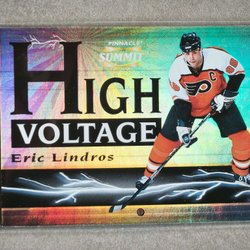 PINNACLE
SUMMIT
HIGH
VOLTAGE
Eric Lindros
C